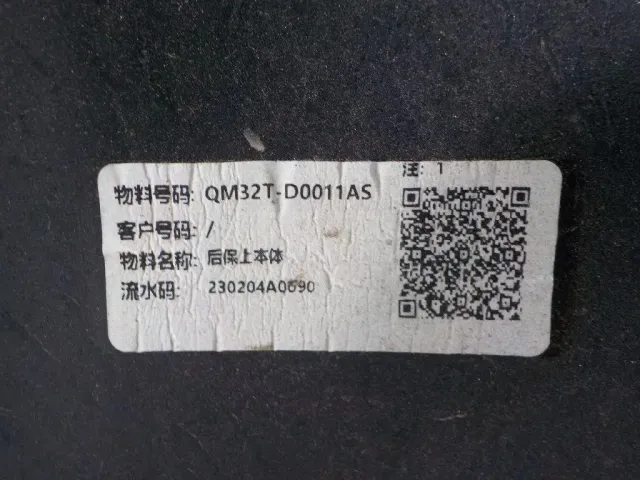 注: 1
物料号码: QM32T-D0011AS
客户号码: /
物料名称: 后保上本体
流水码: 230204A0690